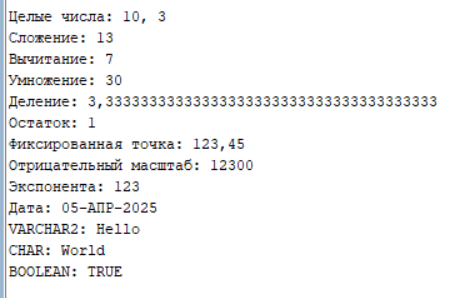 Целые числа: 10, 3
Сложение: 13
Вычитание: 7
Умножение: 30
Деление: 3,333333333333333333333333333333333333333
Остаток: 1
Фиксированная точка: 123,45
Отрицательный масштаб: 12300
Экспонента: 123
Дата: 05-АПР-2025
VARCHAR2: Hello
CHAR: World
BOOLEAN: TRUE